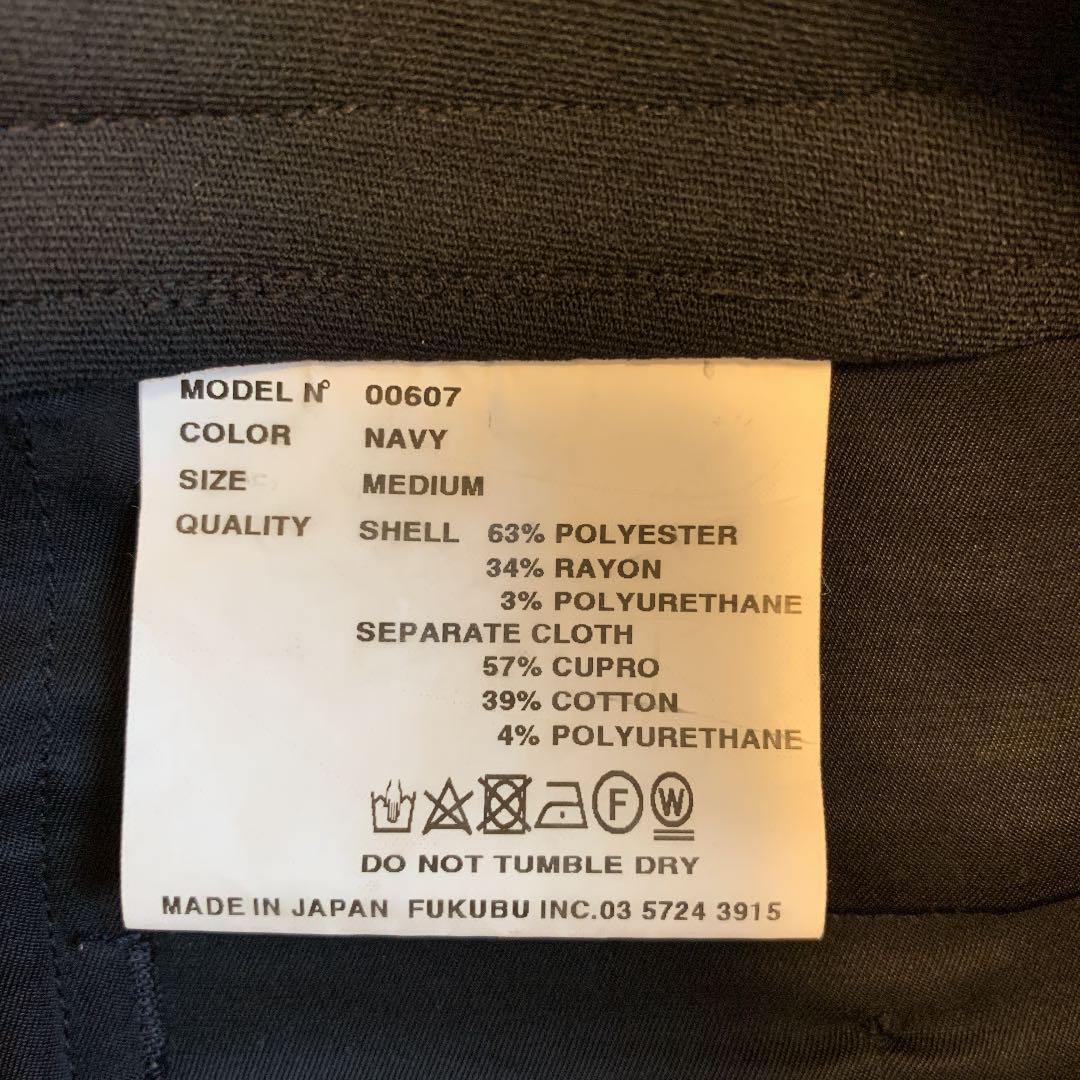 MODEL N° 00607
COLOR NAVY
SIZE MEDIUM
QUALITY SHELL 63% POLYESTER
34% RAYON
3% POLYURETHANE
SEPARATE CLOTH
57% CUPRO
39% COTTON
4% POLYURETHANE
F W
DO NOT TUMBLE DRY
MADE IN JAPAN FUKUBU INC.03 5724 3915